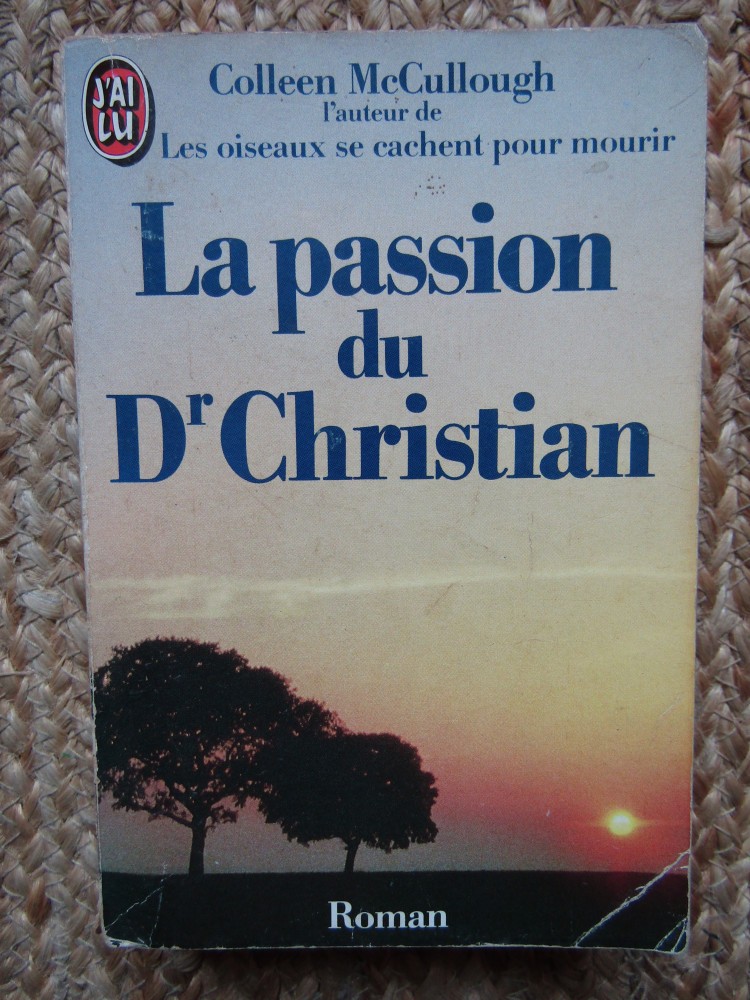 J'AI
LU
Colleen McCullough
l'auteur de
Les oiseaux se cachent pour mourir
La passion
du
Dr Christian
Roman